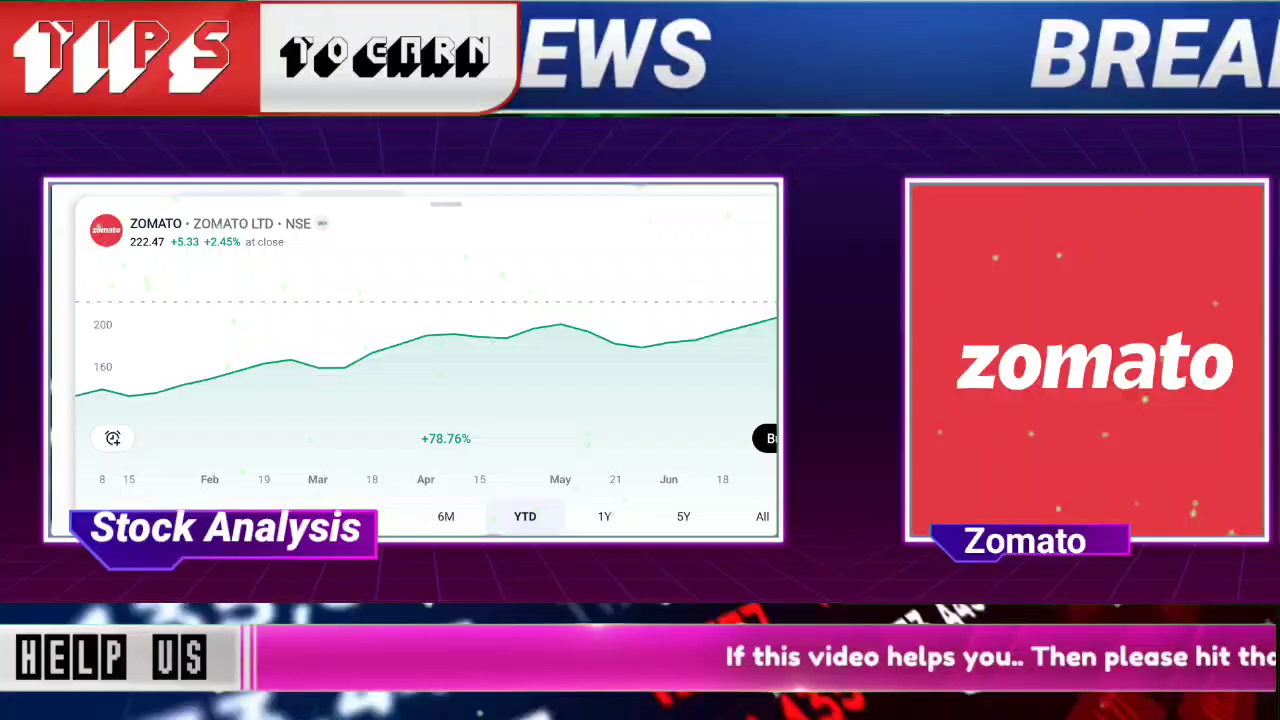 TIPS
TO EARN
EWS
BREA
ZOMATO · ZOMATO LTD · NSE
222.47 +5.33 +2.45% at close
200
160
+78.76%
8 15 Feb 19 Mar 18 Apr 15 May 21 Jun 18
6M YTD 1Y 5Y All
Stock Analysis
zomato
zomato
Zomato
HELP US
If this video helps you.. Then please hit tha